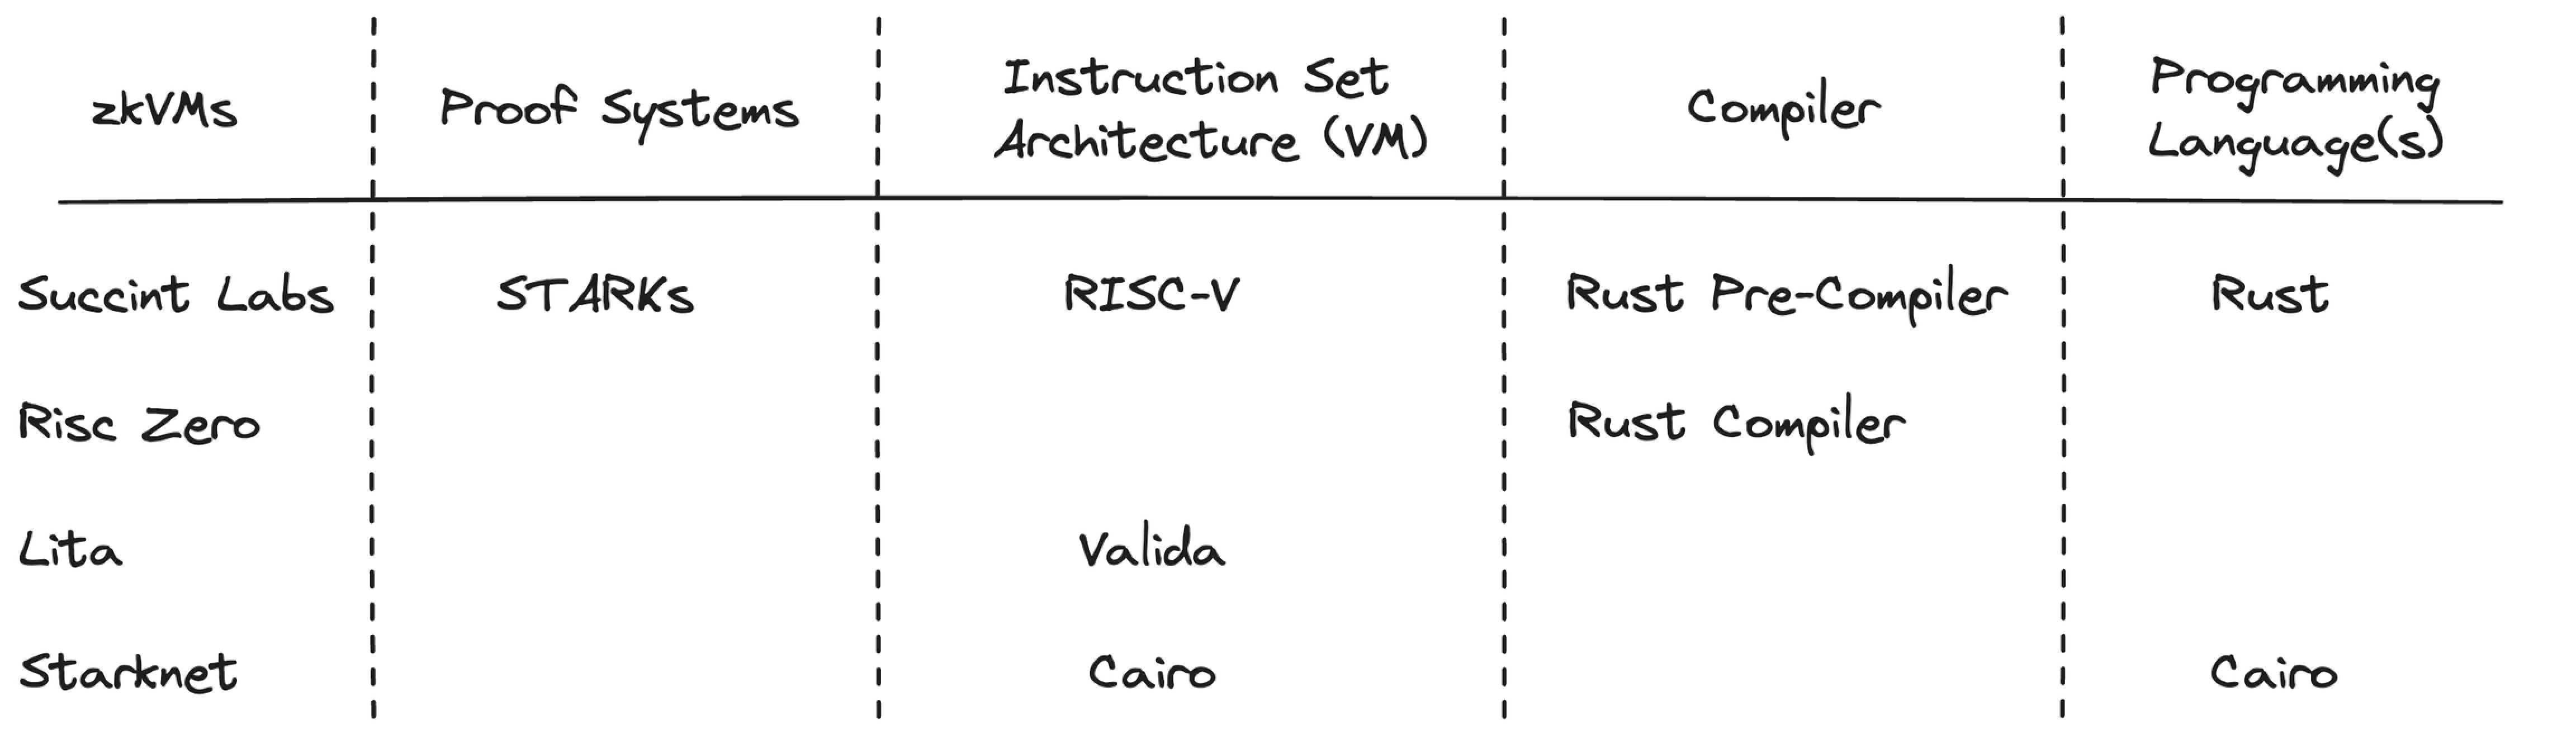 zkVMs
Proof Systems
Instruction Set
Architecture (VM)
Compiler
Programming
Language(s)
Succint Labs
STARKs
RISC-V
Rust Pre-Compiler
Rust
Risc Zero
Rust Compiler
Lita
Valida
Starknet
Cairo
Cairo